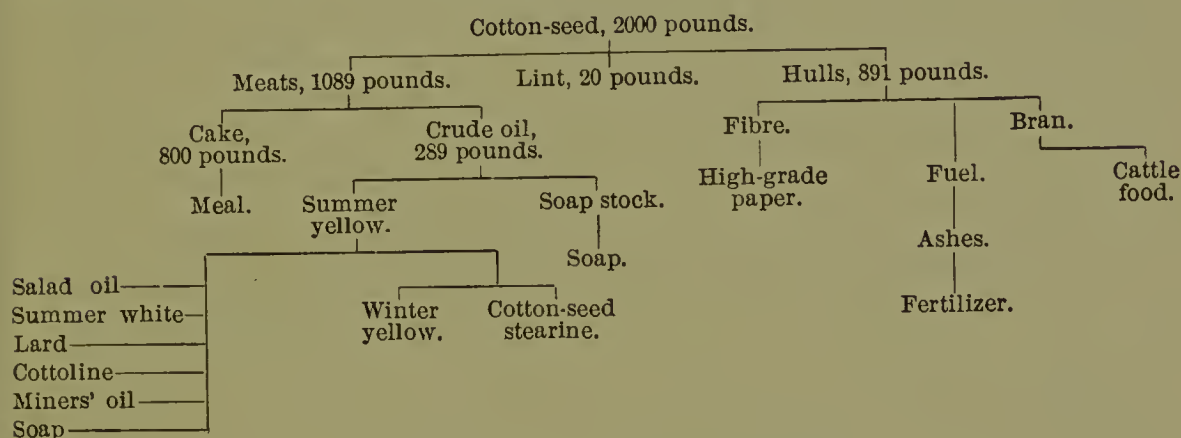 Cotton-seed, 2000 pounds.
Meats, 1089 pounds.
Lint, 20 pounds.
Hulls, 891 pounds.
Cake,
800 pounds.
Crude oil,
289 pounds.
Fibre.
Bran.
Meal.
Summer
yellow.
Soap stock.
High-grade
paper.
Fuel.
Cattle
food.
Soap.
Ashes.
Salad oil
Summer white
Lard
Cottoline
Miners' oil
Soap
Winter
yellow.
Cotton-seed
stearine.
Fertilizer.